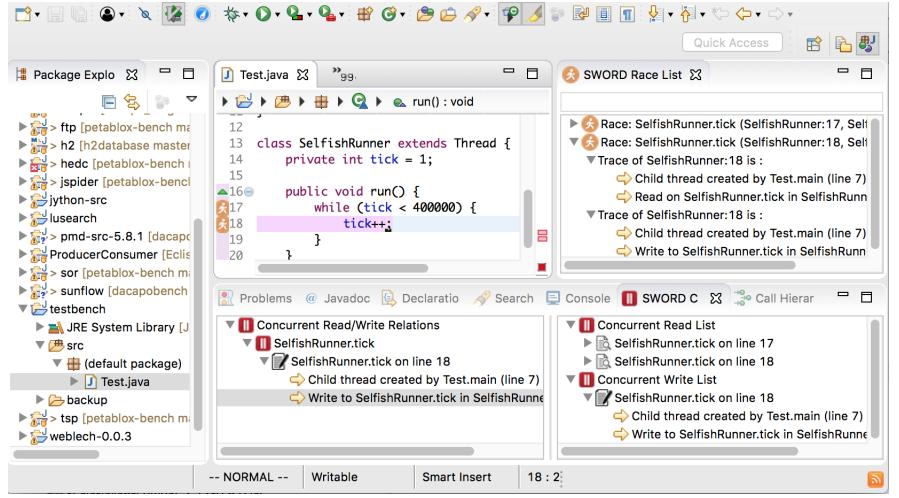 Quick Access
Package Explo
> ftp [petablox-bench ma
> h2 [h2database master
> hedc [petablox-bench
> jspider [petablox-bencl
jython-src
lusearch
> pmd-src-5.8.1 [dacapo
ProducerConsumer [Eclis
> sor [petablox-bench ma
> sunflow [dacapobench
testbench
JRE System Library [J
src
(default package)
Test.java
backup
> tsp [petablox-bench m
weblech-0.0.3
Test.java
»99.
run() : void
12
13 class SelfishRunner extends Thread {
14 private int tick = 1;
15
16 public void run() {
17 while (tick < 400000) {
18 tick++;
19 }
20 }
SWORD Race List
Race: SelfishRunner.tick (SelfRunner:17, Self
Race: SelfishRunner.tick (SelfRunner:18, Self
Trace of SelfishRunner:18 is :
Child thread created by Test.main (line 7)
Read on SelfishRunner.tick in SelfishRunn
Trace of SelfishRunner:18 is :
Child thread created by Test.main (line 7)
Write to SelfishRunner.tick in SelfishRunn
Problems @ Javadoc Declaratio Search Console SWORD C Call Hierar
Concurrent Read/Write Relations
SelfishRunner.tick
SelfishRunner.tick on line 18
Child thread created by Test.main (line 7)
Write to SelfishRunner.tick in SelfishRunne
Concurrent Read List
SelfishRunner.tick on line 17
SelfishRunner.tick on line 18
Concurrent Write List
SelfishRunner.tick on line 18
Child thread created by Test.main (line 7)
Write to SelfishRunner.tick in SelfishRunne
-- NORMAL -- Writable Smart Insert 18 : 2